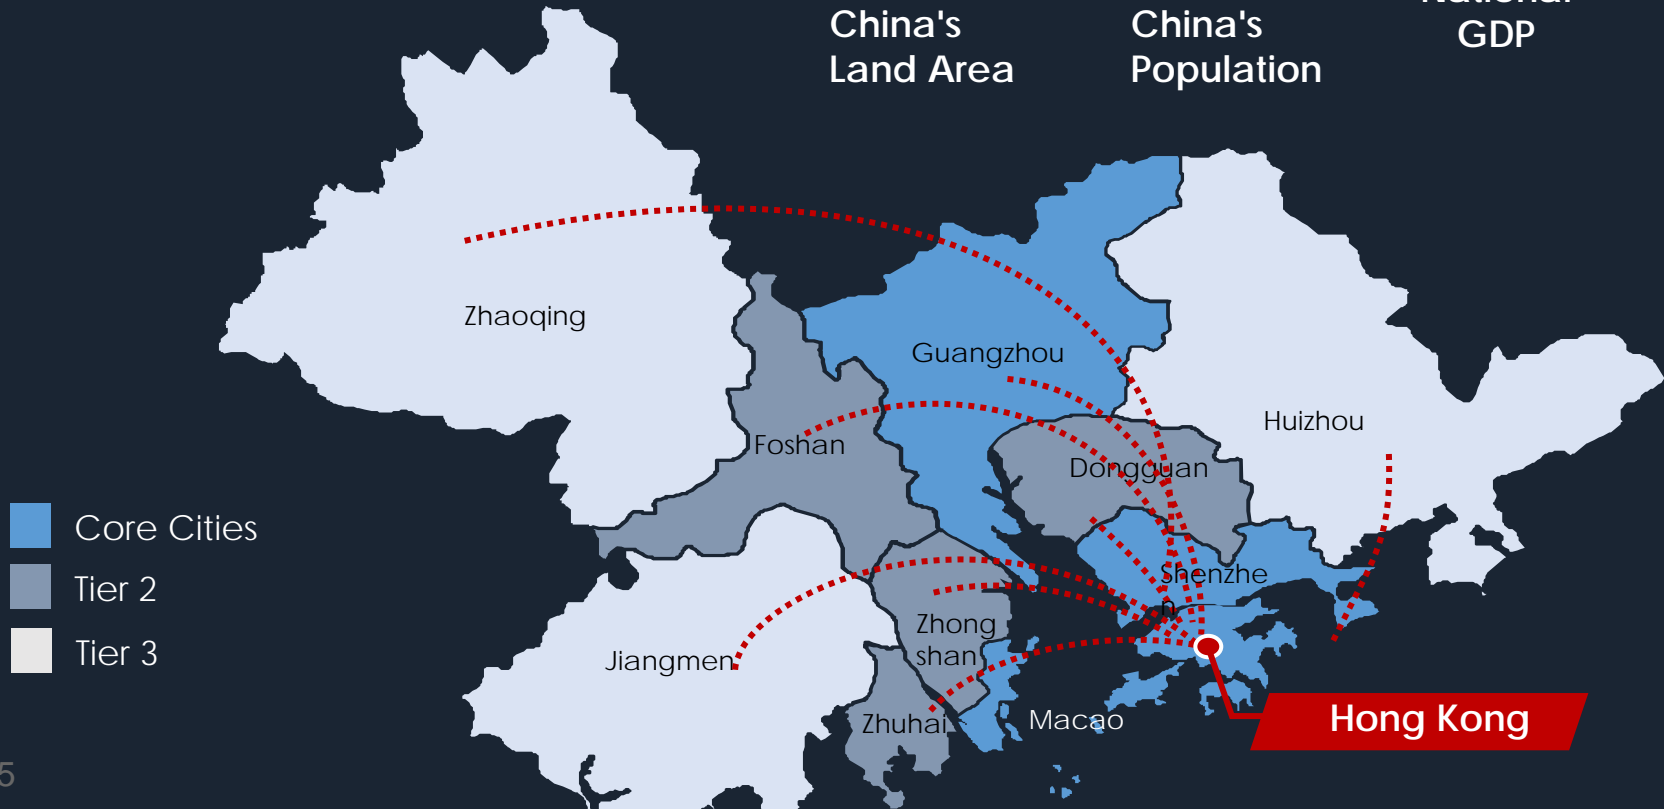 China's
Land Area
China's
Population
National
GDP
Zhaoqing
Guangzhou
Huizhou
Foshan
Dongguan
Core Cities
Tier 2
Tier 3
Shenzhe
n
Zhong
shan
Jiangmen
Zhuhai
Macao
Hong Kong
5